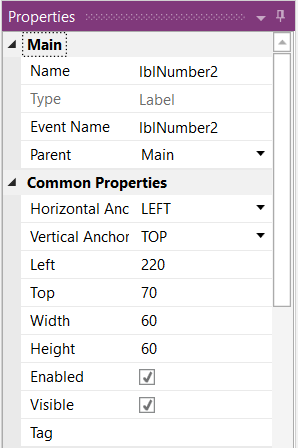 Properties
Main
Name lblNumber2
Type Label
Event Name lblNumber2
Parent Main
Common Properties
Horizontal Anc LEFT
Vertical Anchor TOP
Left 220
Top 70
Width 60
Height 60
Enabled
Visible
Tag